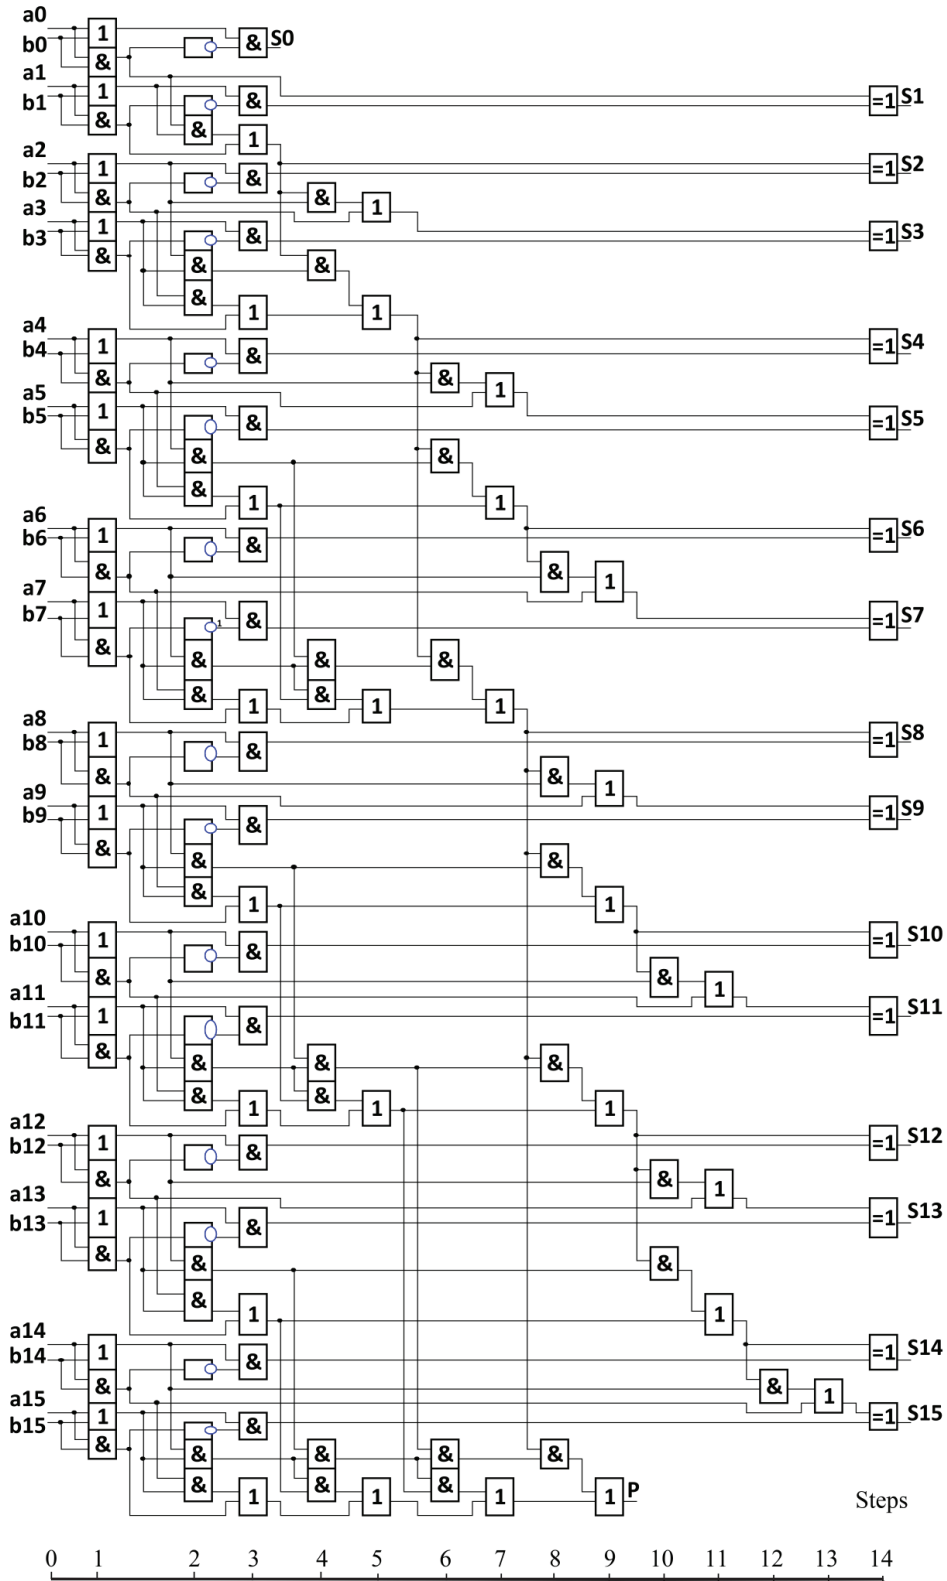 a0 1
b0 & S0
&
a1 1
b1 & =1 S1
& & 1
a2 1 =1 S2
b2 &
& & 1
a3 1 =1 S3
b3 &
& & &
& 1 1
a4 1 =1 S4
b4 &
& & 1
a5 1 =1 S5
b5 &
& & &
& 1 1
a6 1 =1 S6
b6 &
& & 1
a7 1 =1 S7
b7 1 &
& & & &
& 1 & 1 1
a8 1 =1 S8
b8 &
& & 1
a9 1 =1 S9
b9 &
& & &
& 1 1
a10 1 =1 S10
b10 &
& & 1
a11 1 =1 S11
b11 &
& & & &
& 1 & 1 1
a12 1 =1 S12
b12 &
& & 1
a13 1 =1 S13
b13 &
& & &
& 1 1
a14 1 =1 S14
b14 &
& & 1
a15 1 =1 S15
b15 &
& & & & &
& 1 & 1 & 1 1 P
Steps
0 1 2 3 4 5 6 7 8 9 10 11 12 13 14